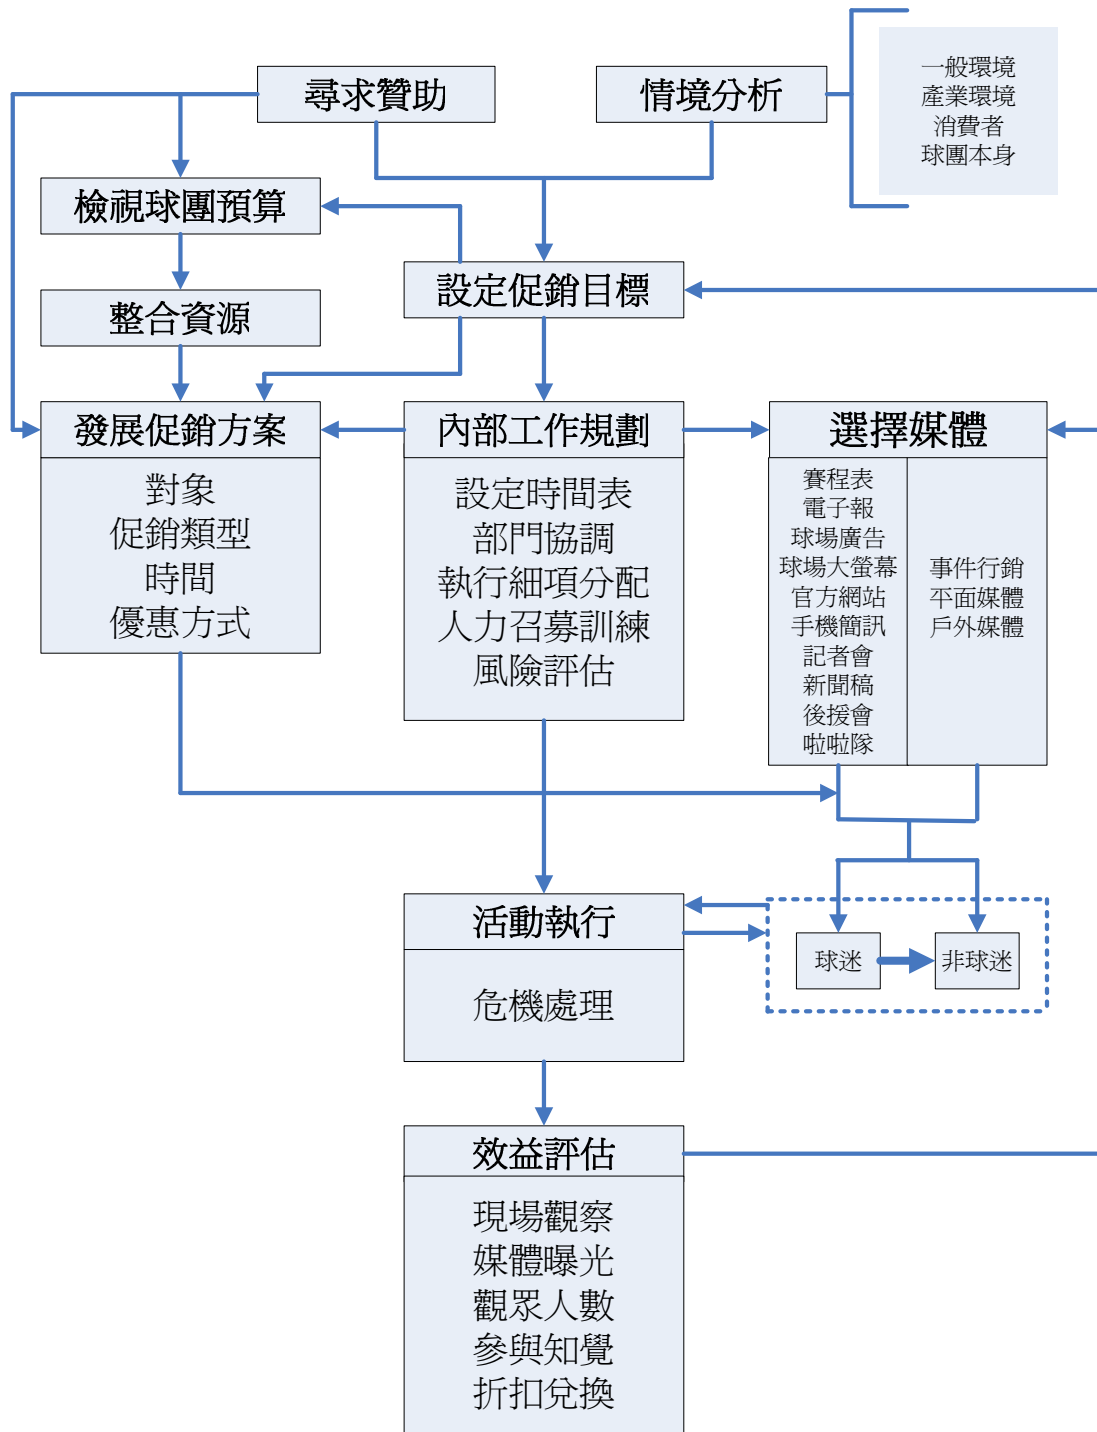 一般環境
產業環境
消費者
球團本身
尋求贊助
情境分析
檢視球團預算
設定促銷目標
整合資源
發展促銷方案
對象
促銷類型
時間
優惠方式
內部工作規劃
設定時間表
部門協調
執行細項分配
人力召募訓練
風險評估
選擇媒體
賽程表
電子報
球場廣告
球場大螢幕
官方網站
手機簡訊
記者會
新聞稿
後援會
啦啦隊
事件行銷
平面媒體
戶外媒體
活動執行
危機處理
球迷
非球迷
效益評估
現場觀察
媒體曝光
觀眾人數
參與知覺
折扣兌換